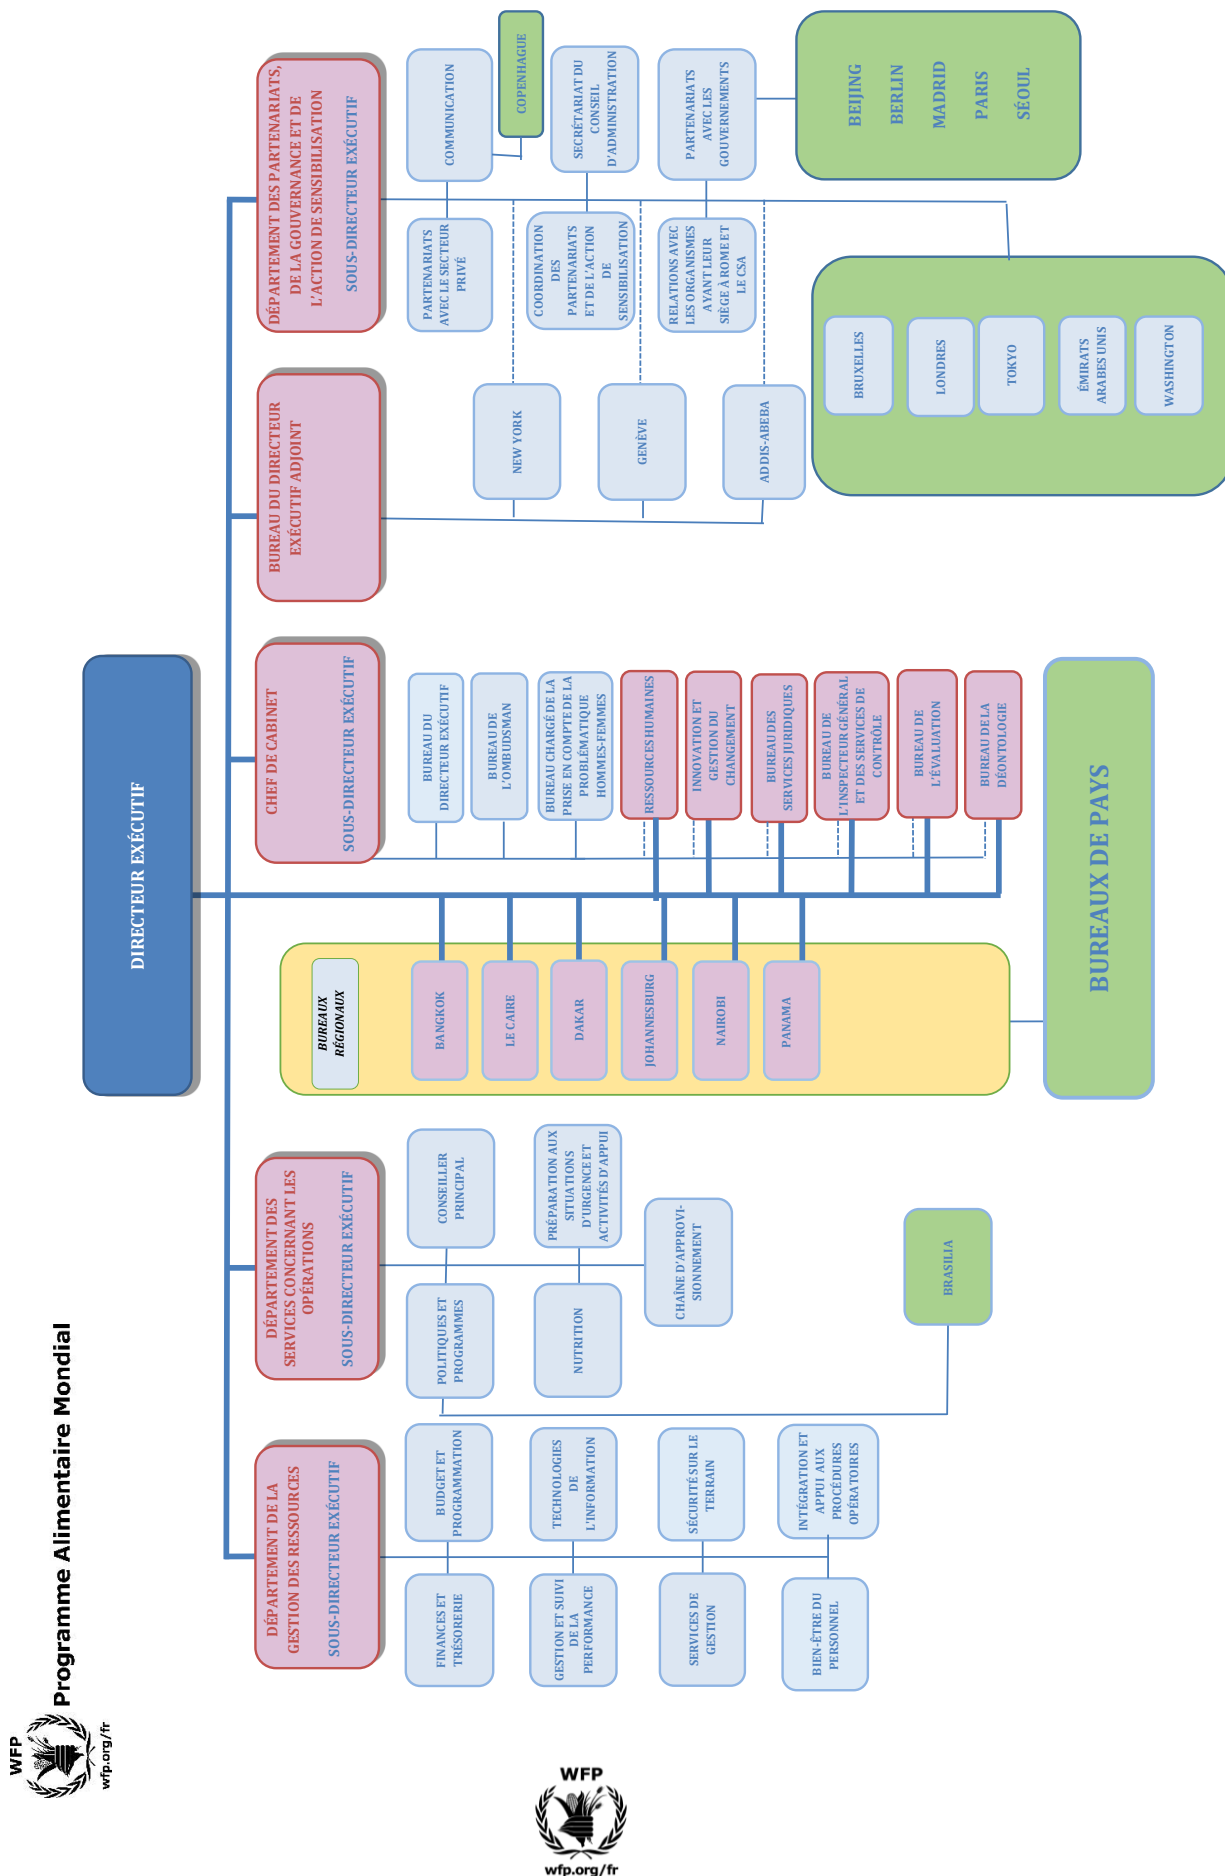 WFP
wfp.org/fr
Programme Alimentaire Mondial
DIRECTEUR EXÉCUTIF
DÉPARTEMENT DE LA
GESTION DES RESSOURCES
SOUS-DIRECTEUR EXÉCUTIF
DÉPARTEMENT DES
SERVICES CONCERNANT LES
OPÉRATIONS
SOUS-DIRECTEUR EXÉCUTIF
CHEF DE CABINET
SOUS-DIRECTEUR EXÉCUTIF
BUREAU DU DIRECTEUR
EXÉCUTIF ADJOINT
DÉPARTEMENT DES PARTENARIATS,
DE LA GOUVERNANCE ET DE
L'ACTION DE SENSIBILISATION
SOUS-DIRECTEUR EXÉCUTIF
FINANCES ET
TRÉSORERIE
BUDGET ET
PROGRAMMATION
GESTION ET SUIVI
DE LA
PERFORMANCE
TECHNOLOGIES
DE
L'INFORMATION
SERVICES DE
GESTION
SÉCURITÉ SUR LE
TERRAIN
BIEN-ÊTRE DU
PERSONNEL
INTÉGRATION ET
APPUI AUX
PROCÉDURES
OPÉRATOIRES
POLITIQUES ET
PROGRAMMES
CONSEILLER
PRINCIPAL
NUTRITION
PRÉPARATION AUX
SITUATIONS
D'URGENCE ET
ACTIVITÉS D'APPUI
CHAÎNE D'APPROVI-
SIONNEMENT
BRASILIA
BUREAUX
RÉGIONAUX
BANGKOK
LE CAIRE
DAKAR
JOHANNESBURG
NAIROBI
PANAMA
BUREAU DU
DIRECTEUR EXÉCUTIF
BUREAU DE
L'OMBUDSMAN
BUREAU CHARGÉ DE LA
PRISE EN COMPTE DE LA
PROBLÉMATIQUE
HOMMES-FEMMES
RESSOURCES HUMAINES
INNOVATION ET
GESTION DU
CHANGEMENT
BUREAU DES
SERVICES JURIDIQUES
BUREAU DE
L'INSPECTEUR GÉNÉRAL
ET DES SERVICES DE
CONTRÔLE
BUREAU DE
L'ÉVALUATION
BUREAU DE LA
DÉONTOLOGIE
BUREAUX DE PAYS
NEW YORK
GENÈVE
ADDIS-ABEBA
PARTENARIATS
AVEC LE SECTEUR
PRIVÉ
COMMUNICATION
COPENHAGUE
COORDINATION
DES
PARTENARIATS
ET DE L'ACTION
DE
SENSIBILISATION
SECRÉTARIAT DU
CONSEIL
D'ADMINISTRATION
RELATIONS AVEC
LES ORGANISMES
AYANT LEUR
SIÈGE À ROME ET
LE CSA
PARTENARIATS
AVEC LES
GOUVERNEMENTS
BEIJING
BERLIN
MADRID
PARIS
SÉOUL
BRUXELLES
LONDRES
TOKYO
ÉMIRATS
ARABES UNIS
WASHINGTON
WFP
wfp.org/fr